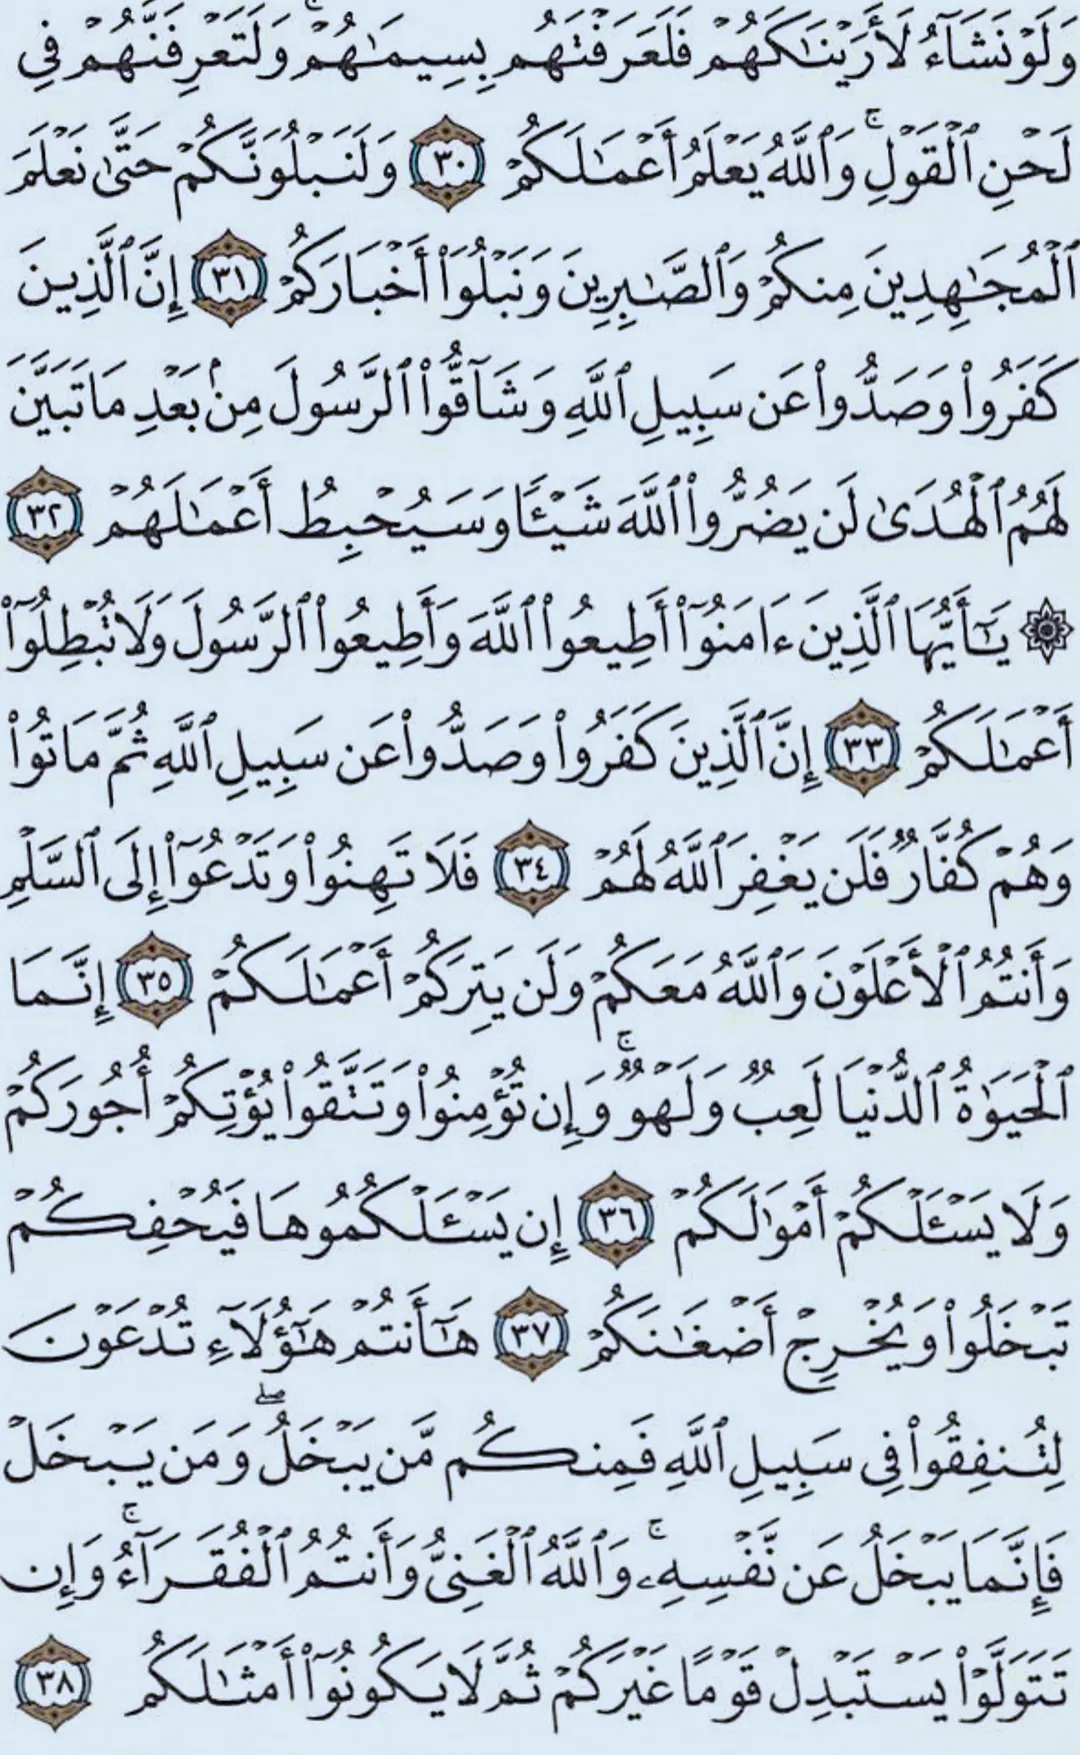 وَلَوْ نَشَآءُ لَأَرَيْنَٰكَهُمْ فَلَعَرَفْتَهُم بِسِيمَٰهُمْ ۚ وَلَتَعْرِفَنَّهُمْ فِى
لَحْنِ ٱلْقَوْلِ ۚ وَٱللَّهُ يَعْلَمُ أَعْمَٰلَكُمْ ٣٠ وَلَنَبْلُوَنَّكُمْ حَتَّىٰ نَعْلَمَ
ٱلْمُجَٰهِدِينَ مِنكُمْ وَٱلصَّٰبِرِينَ وَنَبْلُوَا۟ أَخْبَارَكُمْ ٣١ إِنَّ ٱلَّذِينَ
كَفَرُوا۟ وَصَدُّوا۟ عَن سَبِيلِ ٱللَّهِ وَشَآقُّوا۟ ٱلرَّسُولَ مِنۢ بَعْدِ مَا تَبَيَّنَ
لَهُمُ ٱلْهُدَىٰ لَن يَضُرُّوا۟ ٱللَّهَ شَيْـًٔا وَسَيُحْبِطُ أَعْمَٰلَهُمْ ٣٢
۞ يَٰٓأَيُّهَا ٱلَّذِينَ ءَامَنُوٓا۟ أَطِيعُوا۟ ٱللَّهَ وَأَطِيعُوا۟ ٱلرَّسُولَ وَلَا تُبْطِلُوٓا۟
أَعْمَٰلَكُمْ ٣٣ إِنَّ ٱلَّذِينَ كَفَرُوا۟ وَصَدُّوا۟ عَن سَبِيلِ ٱللَّهِ ثُمَّ مَاتُوا۟
وَهُمْ كُفَّارٌ فَلَن يَغْفِرَ ٱللَّهُ لَهُمْ ٣٤ فَلَا تَهِنُوا۟ وَتَدْعُوٓا۟ إِلَى ٱلسَّلْمِ
وَأَنتُمُ ٱلْأَعْلَوْنَ وَٱللَّهُ مَعَكُمْ وَلَن يَتِرَكُمْ أَعْمَٰلَكُمْ ٣٥ إِنَّمَا
ٱلْحَيَوٰةُ ٱلدُّنْيَا لَعِبٌ وَلَهْوٌ ۚ وَإِن تُؤْمِنُوا۟ وَتَتَّقُوا۟ يُؤْتِكُمْ أُجُورَكُمْ
وَلَا يَسْـَٔلْكُمْ أَمْوَٰلَكُمْ ٣٦ إِن يَسْـَٔلْكُمُوهَا فَيُحْفِكُمْ
تَبْخَلُوا۟ وَيُخْرِجْ أَضْغَٰنَكُمْ ٣٧ هَٰٓأَنتُمْ هَٰٓؤُلَآءِ تُدْعَوْنَ
لِتُنفِقُوا۟ فِى سَبِيلِ ٱللَّهِ فَمِنكُم مَّن يَبْخَلُ ۖ وَمَن يَبْخَلْ
فَإِنَّمَا يَبْخَلُ عَن نَّفْسِهِۦ ۚ وَٱللَّهُ ٱلْغَنِىُّ وَأَنتُمُ ٱلْفُقَرَآءُ ۚ وَإِن
تَتَوَلَّوْا۟ يَسْتَبْدِلْ قَوْمًا غَيْرَكُمْ ثُمَّ لَا يَكُونُوٓا۟ أَمْثَٰلَكُم ٣٨